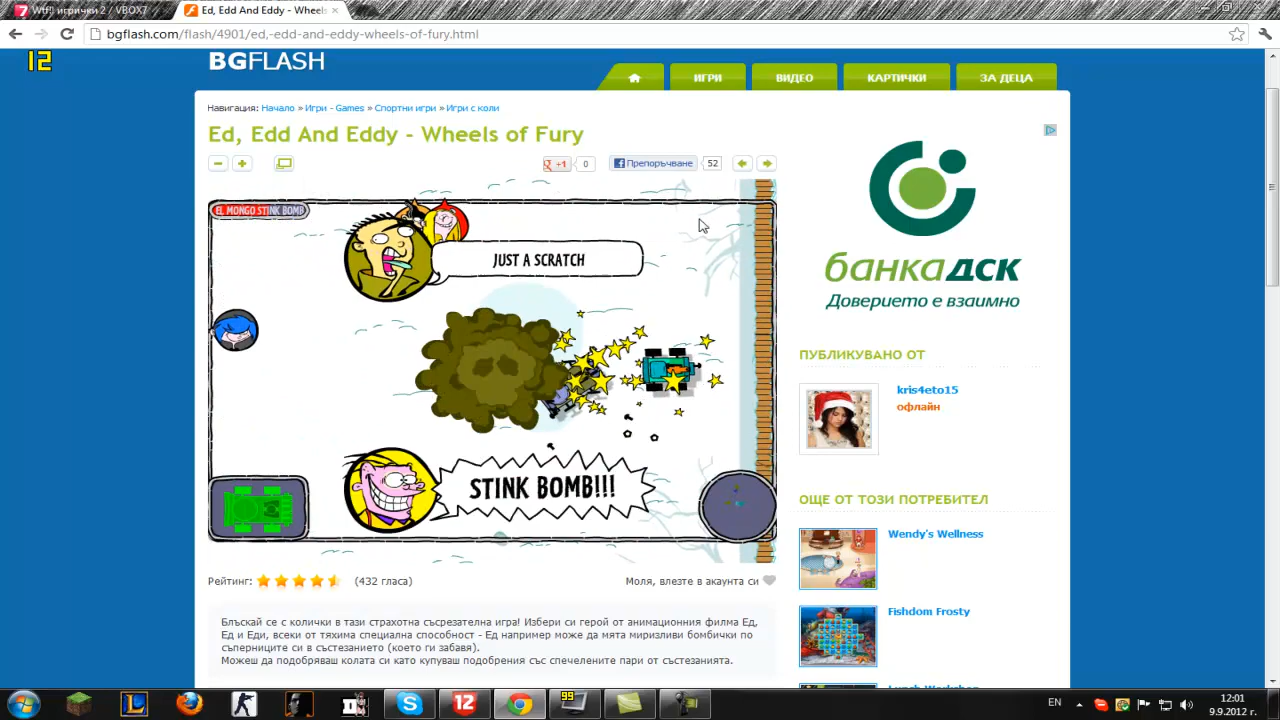 Wtf! игрички 2 / VBOX7
Ed, Edd And Eddy - Wheels
bgflash.com/flash/4901/ed,-edd-and-eddy-wheels-of-fury.html
12
BGFLASH
ИГРИ
ВИДЕО
КАРТИЧКИ
ЗА ДЕЦА
Навигация: Начало » Игри - Games » Спортни игри » Игри с коли
Ed, Edd And Eddy - Wheels of Fury
+1
0
Препоръчване
52
EL MONGO STINK BOMB
JUST A SCRATCH
STINK BOMB!!!
банкаДСК
Доверието е взаимно
ПУБЛИКУВАНО ОТ
kris4eto15
офлайн
ОЩЕ ОТ ТОЗИ ПОТРЕБИТЕЛ
Wendy's Wellness
Fishdom Frosty
Рейтинг:
(432 гласа)
Моля, влезте в акаунта си
Блъскай се с колички в тази страхотна състезателна игра! Избери си герой от анимационния филма Ед,
Ед и Еди, всеки от тяхма специална способност - Ед например може да мята миризливи бомбички по
съперниците си в състезанието (което ги забавя).
Можеш да подобряваш колата си като купуваш подобрения със спечелените пари от състезанията.
12
99
EN
12:01
9.9.2012 г.